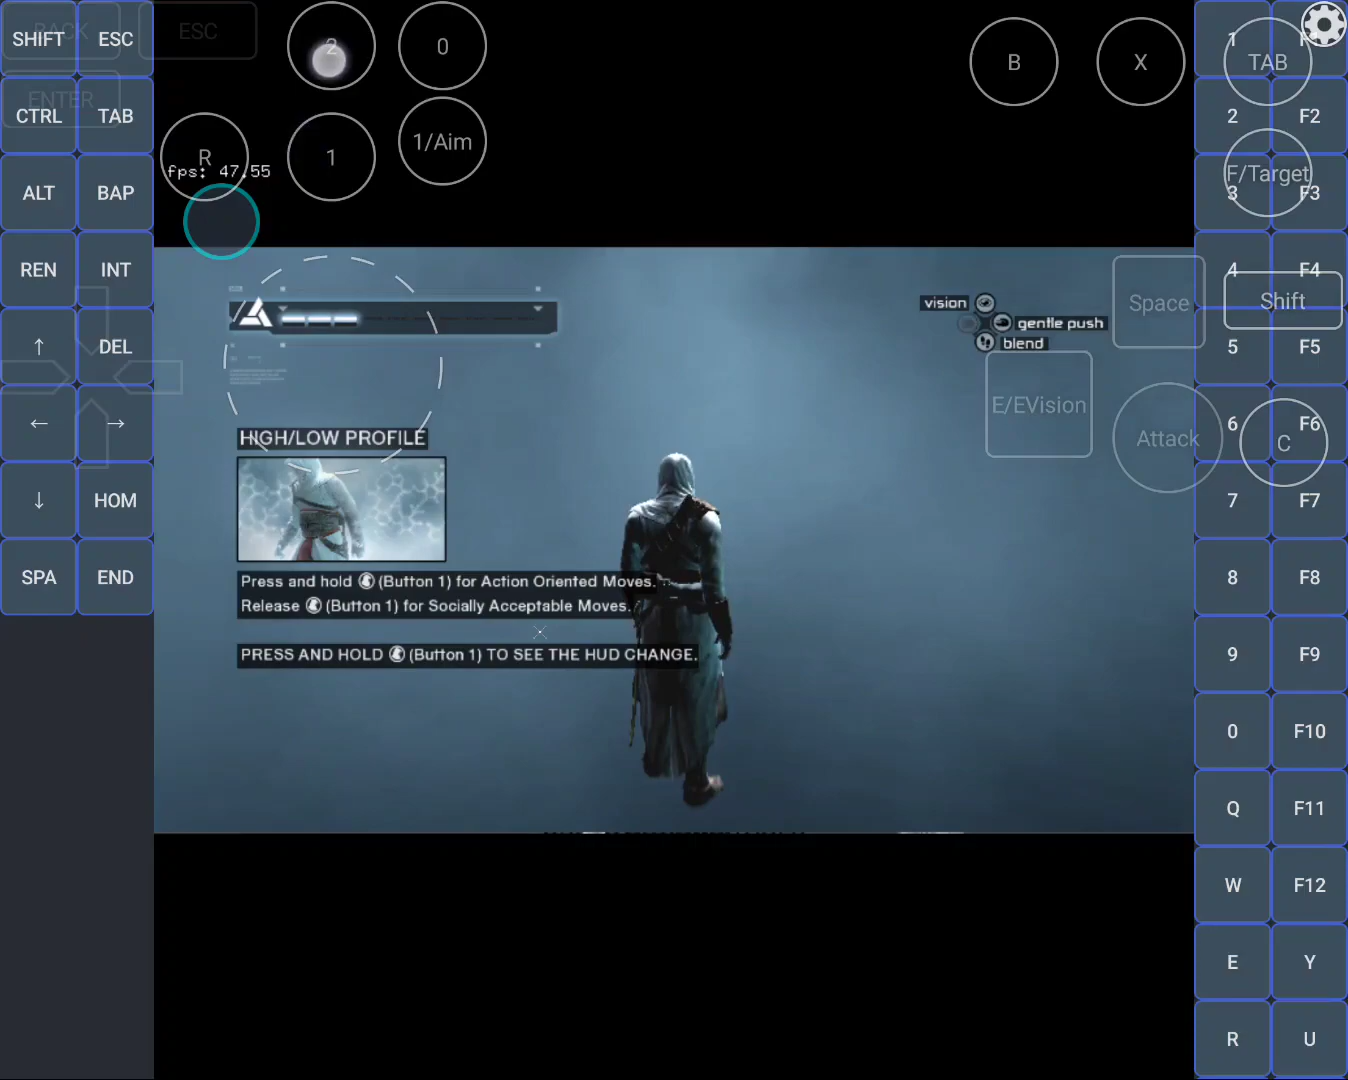 BACK
SHIFT
ESC
ESC
2
0
B
X
1
F
TAB
ENTER
CTRL
TAB
R
1
1/Aim
2
F2
fps: 47.55
F/Target
ALT
BAP
3
F3
REN
INT
4
F4
vision
gentle push
blend
Space
Shift
↑
DEL
5
F5
E/EVision
←
→
HIGH/LOW PROFILE
Attack
6
F6
C
↓
HOM
7
F7
SPA
END
Press and hold (Button 1) for Action Oriented Moves.
Release (Button 1) for Socially Acceptable Moves.
8
F8
PRESS AND HOLD (Button 1) TO SEE THE HUD CHANGE.
9
F9
0
F10
Q
F11
W
F12
E
Y
R
U